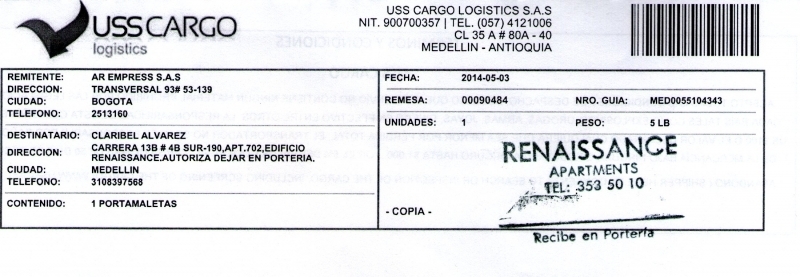 USS CARGO
logistics
USS CARGO LOGISTICS S.A.S
NIT. 900700357 | TEL. (057) 4121006
CL 35 A # 80A - 40
MEDELLIN - ANTIOQUIA
REMITENTE: AR EMPRESS S.A.S
DIRECCION: TRANSVERSAL 93# 53-139
CIUDAD: BOGOTA
TELEFONO: 2513160
FECHA: 2014-05-03
REMESA: 00090484 NRO. GUIA: MED0055104343
UNIDADES: 1 PESO: 5 LB
DESTINATARIO: CLARIBEL ALVAREZ
DIRECCION: CARRERA 13B # 4B SUR-190,APT.702,EDIFICIO
RENAISSANCE.AUTORIZA DEJAR EN PORTERIA.
CIUDAD: MEDELLIN
TELEFONO: 3108397568
CONTENIDO: 1 PORTAMALETAS
- COPIA -
RENAISSANCE
APARTMENTS
TEL: 353 50 10
Recibe en Portería